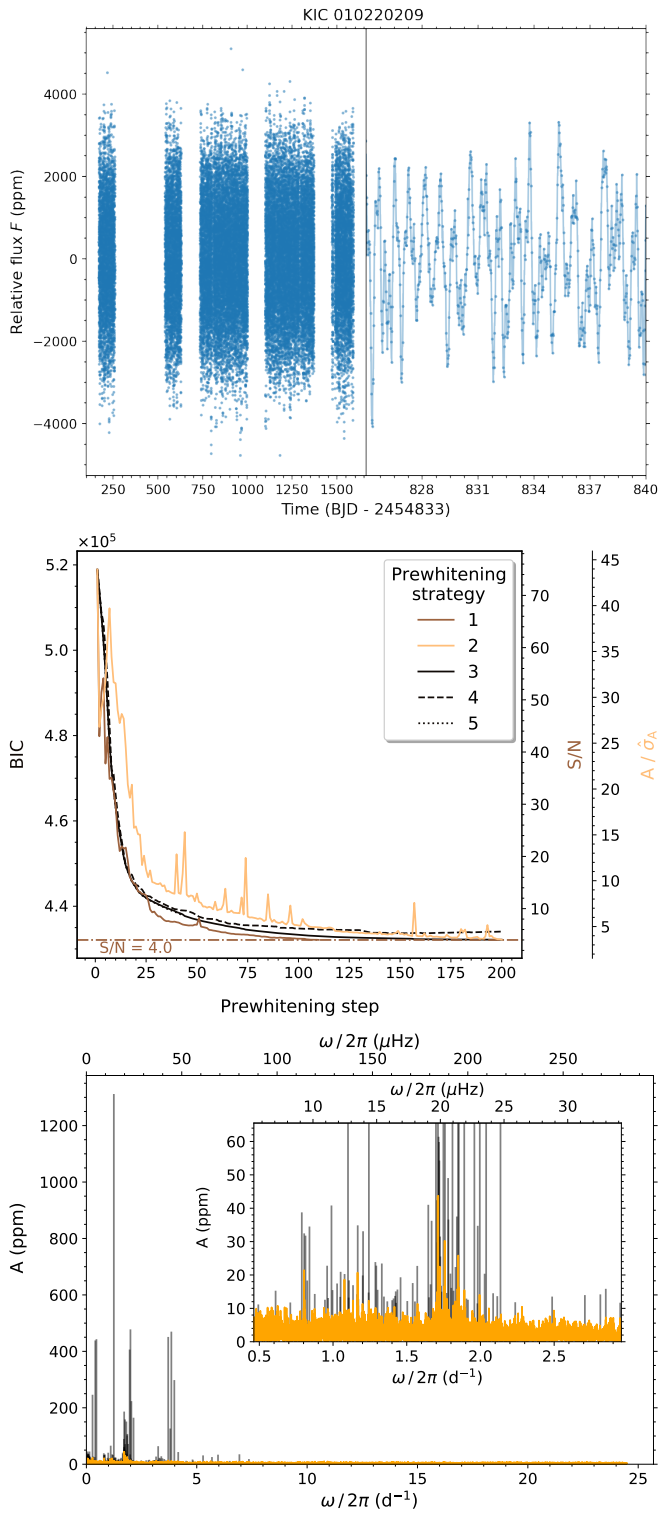 KIC 010220209
Relative flux F (ppm)
4000
2000
0
−2000
−4000
250 500 750 1000 1250 1500 828 831 834 837 840
Time (BJD - 2454833)
×10⁵
BIC
5.2
5.0
4.8
4.6
4.4
Prewhitening
strategy
1
2
3
4
5
S/N = 4.0
70
60
50
40
30
20
10
S/N
45
40
35
30
25
20
15
10
5
A / σ̂_A
0 25 50 75 100 125 150 175 200
Prewhitening step
ω / 2π (μHz)
0 50 100 150 200 250
A (ppm)
1200
1000
800
600
400
200
0
ω / 2π (μHz)
10 15 20 25 30
A (ppm)
60
50
40
30
20
10
0
0.5 1.0 1.5 2.0 2.5
ω / 2π (d⁻¹)
0 5 10 15 20 25
ω / 2π (d⁻¹)